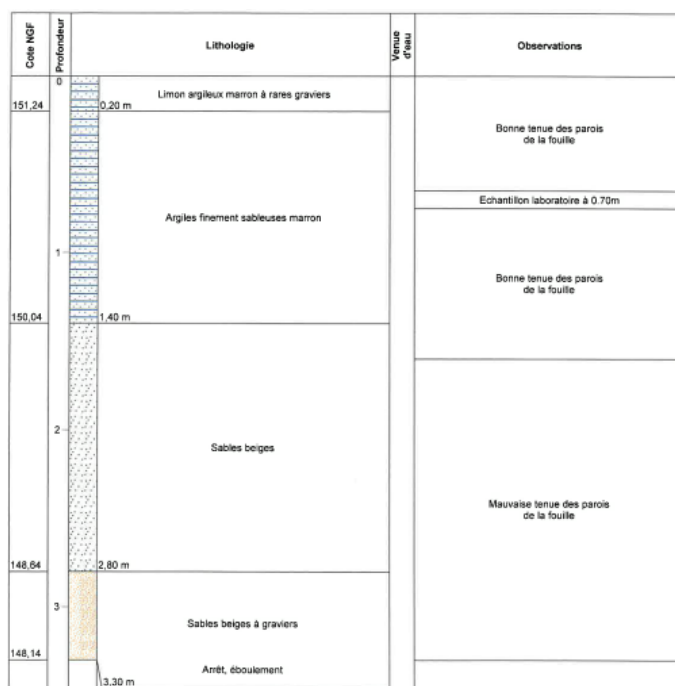 Cote NGF
Profondeur
Lithologie
Venue
d'eau
Observations
0
Limon argileux marron à rares graviers
151,24
0,20 m
Bonne tenue des parois
de la fouille
Echantillon laboratoire à 0.70m
Argiles finement sableuses marron
1
Bonne tenue des parois
de la fouille
150,04
1,40 m
2
Sables beiges
Mauvaise tenue des parois
de la fouille
148,64
2,80 m
3
Sables beiges à graviers
148,14
Arrêt, éboulement
3,30 m